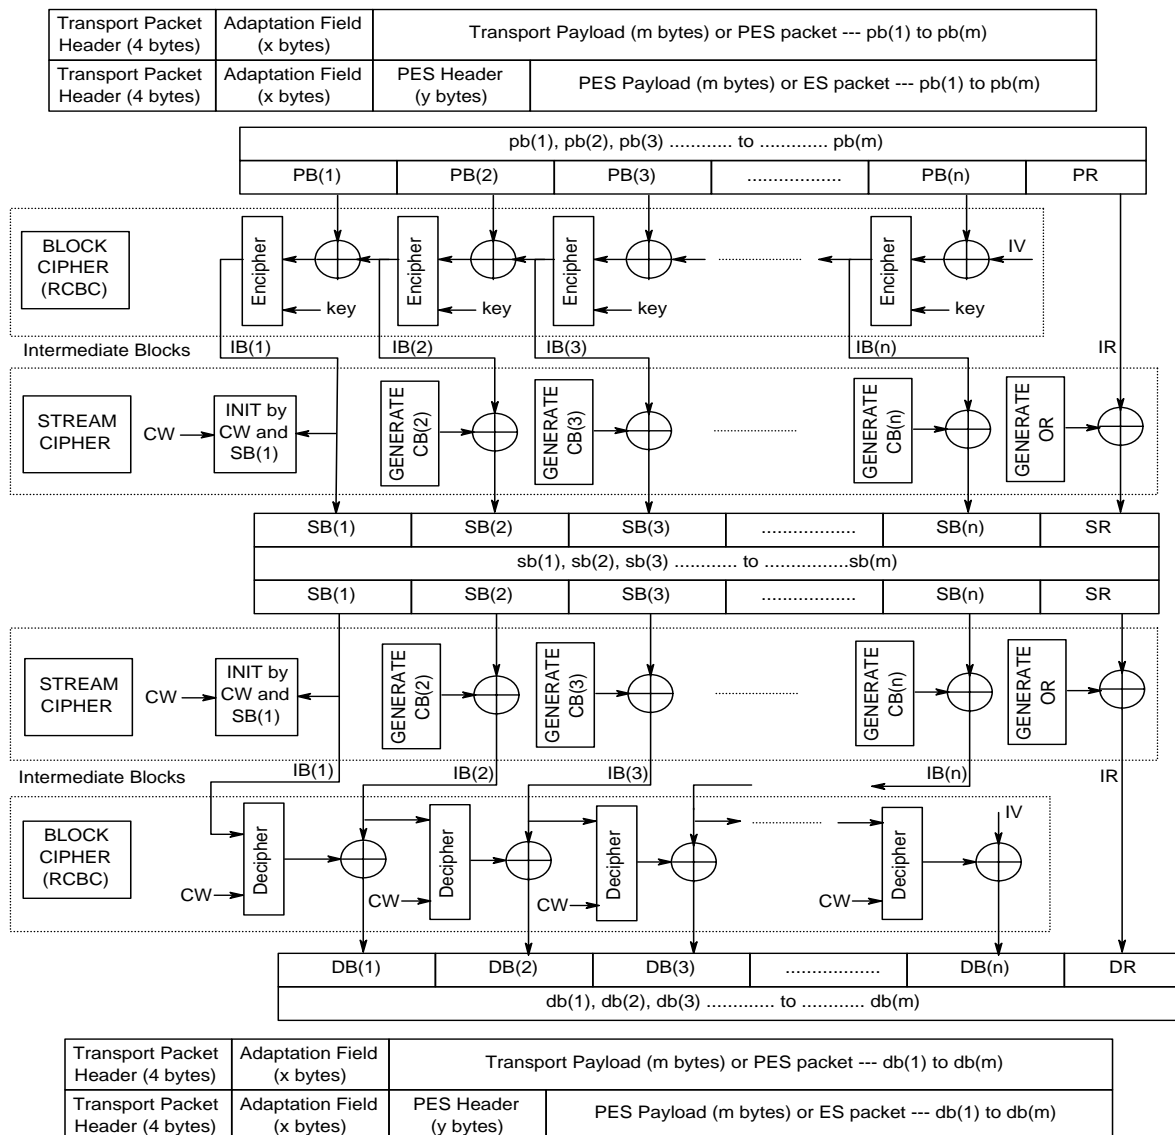 Transport Packet Header (4 bytes) Adaptation Field (x bytes) Transport Payload (m bytes) or PES packet --- pb(1) to pb(m)
Transport Packet Header (4 bytes) Adaptation Field (x bytes) PES Header (y bytes) PES Payload (m bytes) or ES packet --- pb(1) to pb(m)
pb(1), pb(2), pb(3) ............ to ............. pb(m)
PB(1) PB(2) PB(3) .................. PB(n) PR
BLOCK CIPHER (RCBC)
Encipher Encipher Encipher Encipher IV
key key key key
Intermediate Blocks IB(1) IB(2) IB(3) IB(n) IR
STREAM CIPHER CW INIT by CW and SB(1) GENERATE CB(2) GENERATE CB(3) GENERATE CB(n) GENERATE OR
SB(1) SB(2) SB(3) .................. SB(n) SR
sb(1), sb(2), sb(3) ............ to ................sb(m)
SB(1) SB(2) SB(3) .................. SB(n) SR
STREAM CIPHER CW INIT by CW and SB(1) GENERATE CB(2) GENERATE CB(3) GENERATE CB(n) GENERATE OR
Intermediate Blocks IB(1) IB(2) IB(3) IB(n) IR
BLOCK CIPHER (RCBC)
Decipher Decipher Decipher Decipher IV
CW CW CW CW
DB(1) DB(2) DB(3) .................. DB(n) DR
db(1), db(2), db(3) ............. to ............ db(m)
Transport Packet Header (4 bytes) Adaptation Field (x bytes) Transport Payload (m bytes) or PES packet --- db(1) to db(m)
Transport Packet Header (4 bytes) Adaptation Field (x bytes) PES Header (y bytes) PES Payload (m bytes) or ES packet --- db(1) to db(m)